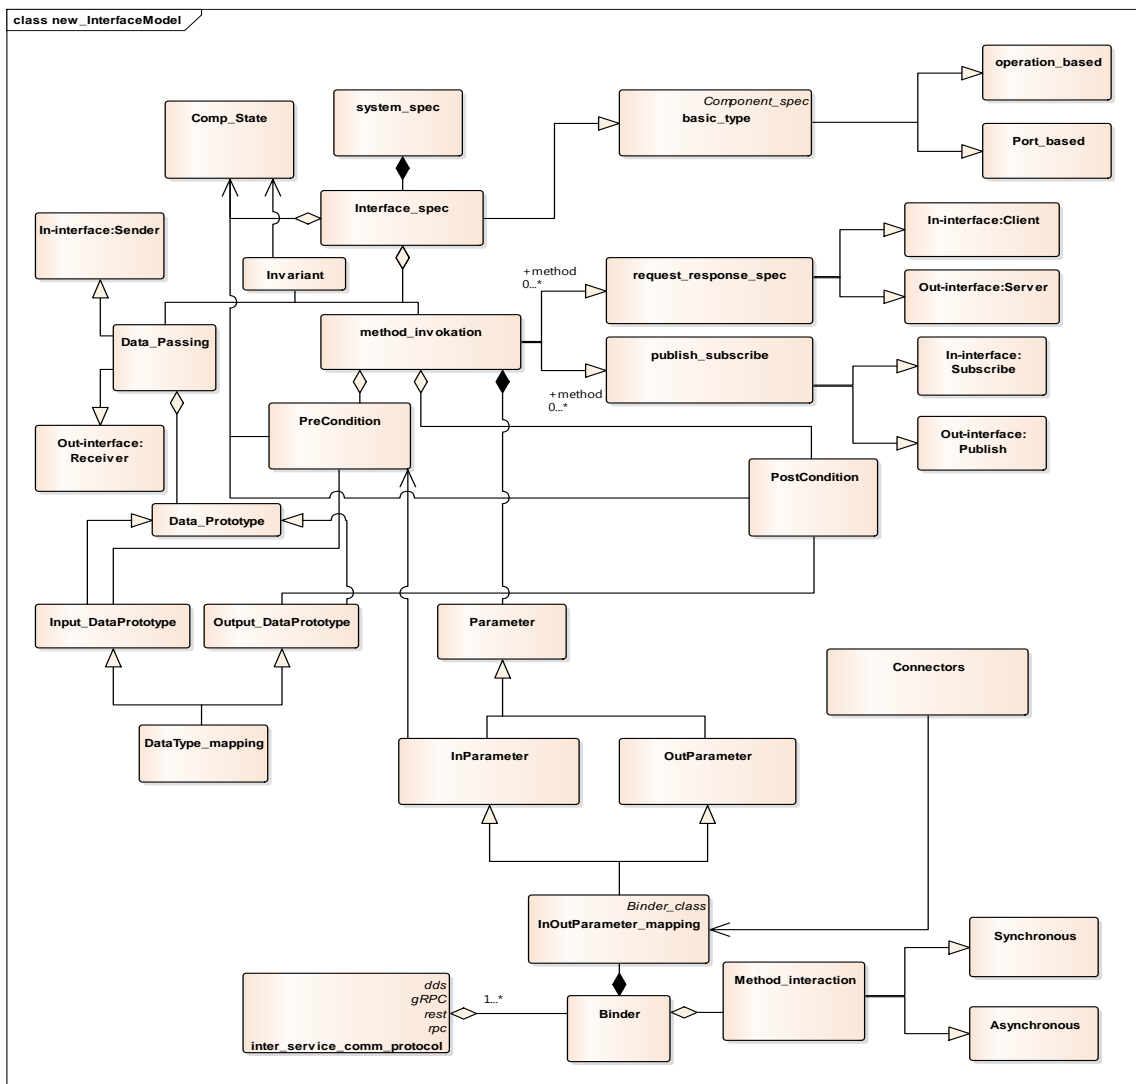 class new_InterfaceModel
operation_based
Comp_State
system_spec
Component_spec
basic_type
Port_based
In-interface:Sender
Interface_spec
In-interface:Client
Invariant
+method
0...*
request_response_spec
Out-interface:Server
Data_Passing
method_invokation
publish_subscribe
In-interface:
Subscribe
+method
0...*
PreCondition
Out-interface:
Publish
Out-interface:
Receiver
PostCondition
Data_Prototype
Input_DataPrototype
Output_DataPrototype
Parameter
Connectors
DataType_mapping
InParameter
OutParameter
Binder_class
InOutParameter_mapping
Synchronous
dds
gRPC
rest
rpc
inter_service_comm_protocol
1...*
Binder
Method_interaction
Asynchronous